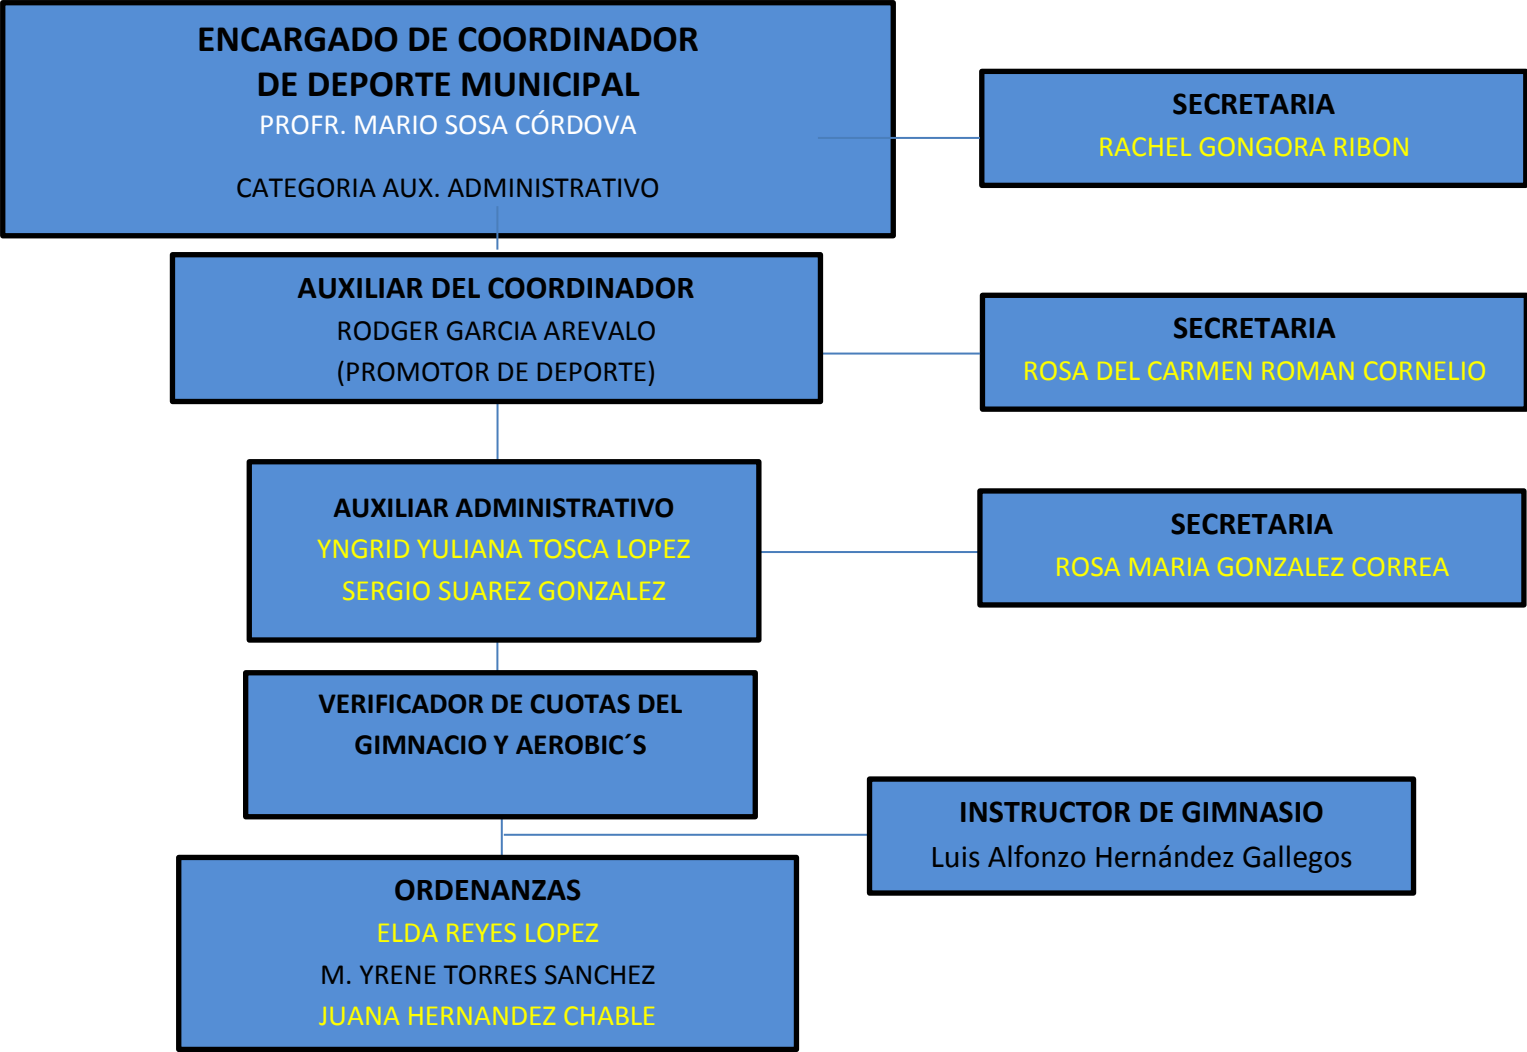 ENCARGADO DE COORDINADOR
DE DEPORTE MUNICIPAL
PROFR. MARIO SOSA CÓRDOVA
CATEGORIA AUX. ADMINISTRATIVO
SECRETARIA
RACHEL GONGORA RIBON
AUXILIAR DEL COORDINADOR
RODGER GARCIA AREVALO
(PROMOTOR DE DEPORTE)
SECRETARIA
ROSA DEL CARMEN ROMAN CORNELIO
AUXILIAR ADMINISTRATIVO
YNGRID YULIANA TOSCA LOPEZ
SERGIO SUAREZ GONZALEZ
SECRETARIA
ROSA MARIA GONZALEZ CORREA
VERIFICADOR DE CUOTAS DEL
GIMNACIO Y AEROBIC´S
INSTRUCTOR DE GIMNASIO
Luis Alfonzo Hernández Gallegos
ORDENANZAS
ELDA REYES LOPEZ
M. YRENE TORRES SANCHEZ
JUANA HERNANDEZ CHABLE